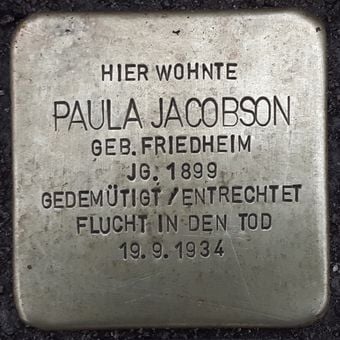 HIER WOHNTE
PAULA JACOBSON
GEB. FRIEDHEIM
JG. 1899
GEDEMÜTIGT / ENTRECHTET
FLUCHT IN DEN TOD
19. 9. 1934